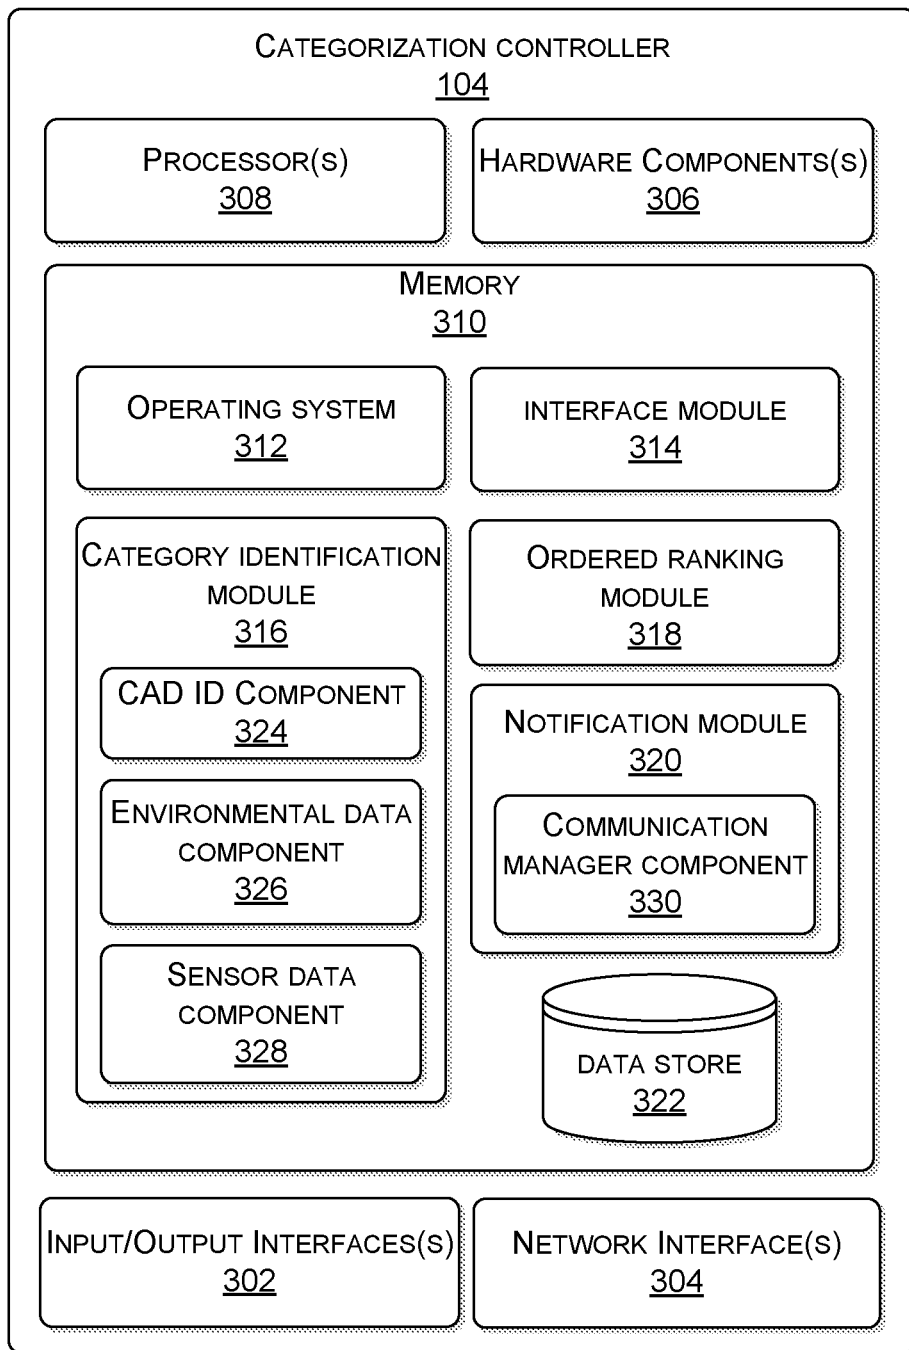 CATEGORIZATION CONTROLLER
104
PROCESSOR(S)
308
HARDWARE COMPONENTS(S)
306
MEMORY
310
OPERATING SYSTEM
312
INTERFACE MODULE
314
CATEGORY IDENTIFICATION
MODULE
316
CAD ID COMPONENT
324
ENVIRONMENTAL DATA
COMPONENT
326
SENSOR DATA
COMPONENT
328
ORDERED RANKING
MODULE
318
NOTIFICATION MODULE
320
COMMUNICATION
MANAGER COMPONENT
330
DATA STORE
322
INPUT/OUTPUT INTERFACES(S)
302
NETWORK INTERFACE(S)
304